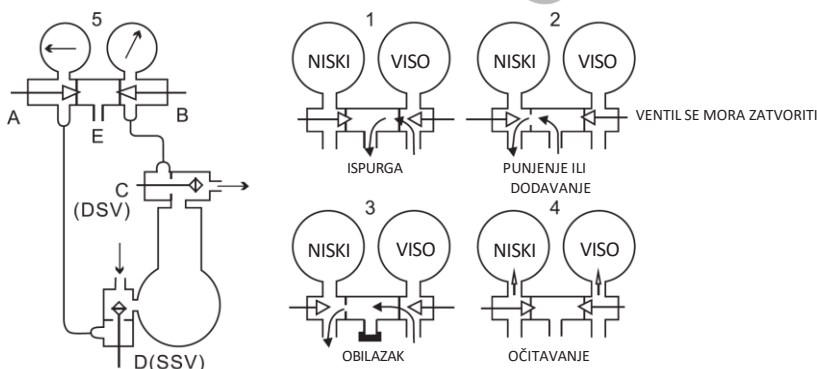 5
A
B
E
C
(DSV)
D(SSV)
1
NISKI
VISO
ISPURGA
2
NISKI
VISO
VENTIL SE MORA ZATVORITI
PUNJENJE ILI
DODAVANJE
3
NISKI
VISO
OBILAZAK
4
NISKI
VISO
OČITAVANJE